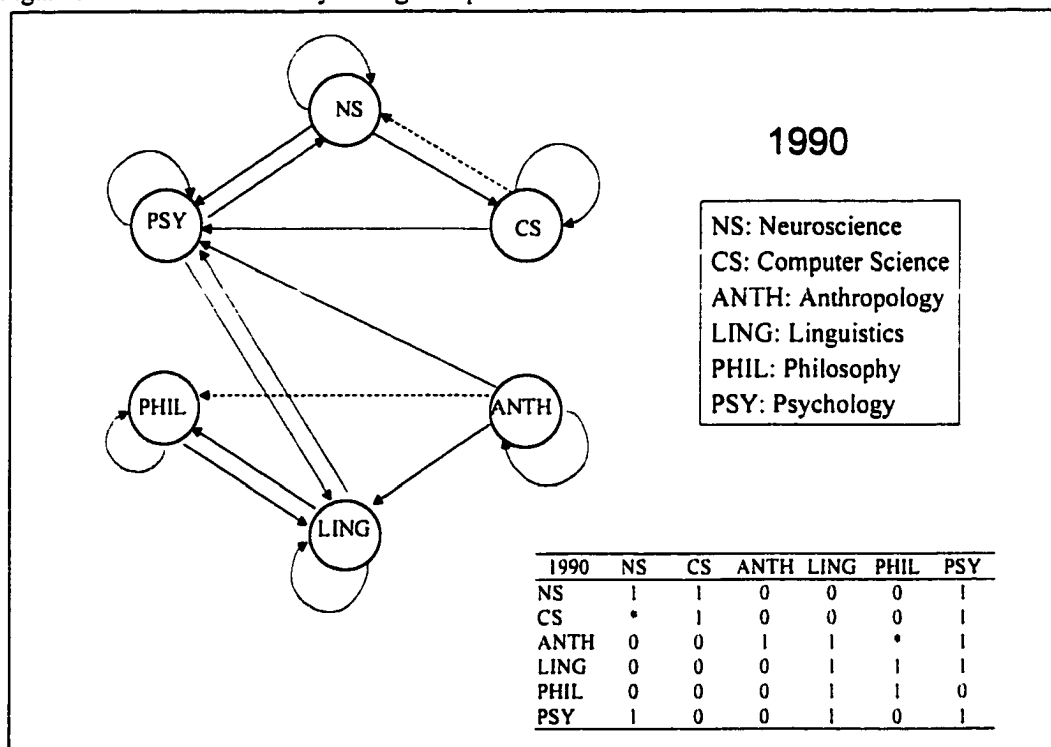 NS
1990
PSY
CS
NS: Neuroscience
CS: Computer Science
ANTH: Anthropology
LING: Linguistics
PHIL: Philosophy
PSY: Psychology
PHIL
ANTH
LING
1990 NS CS ANTH LING PHIL PSY
NS 1 1 0 0 0 1
CS * 1 0 0 0 1
ANTH 0 0 1 1 * 1
LING 0 0 0 1 1 1
PHIL 0 0 0 1 1 0
PSY 1 0 0 1 0 1